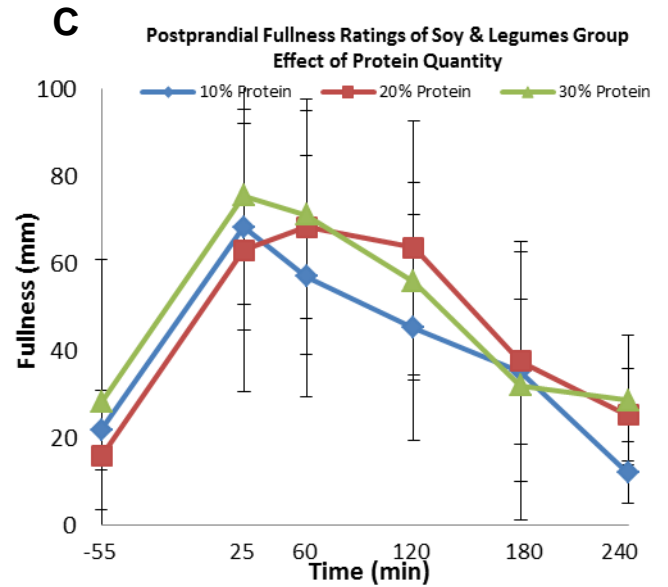 C
Postprandial Fullness Ratings of Soy & Legumes Group
Effect of Protein Quantity
10% Protein 20% Protein 30% Protein
100
80
60
40
20
0
Fullness (mm)
-55 25 60 120 180 240
Time (min)